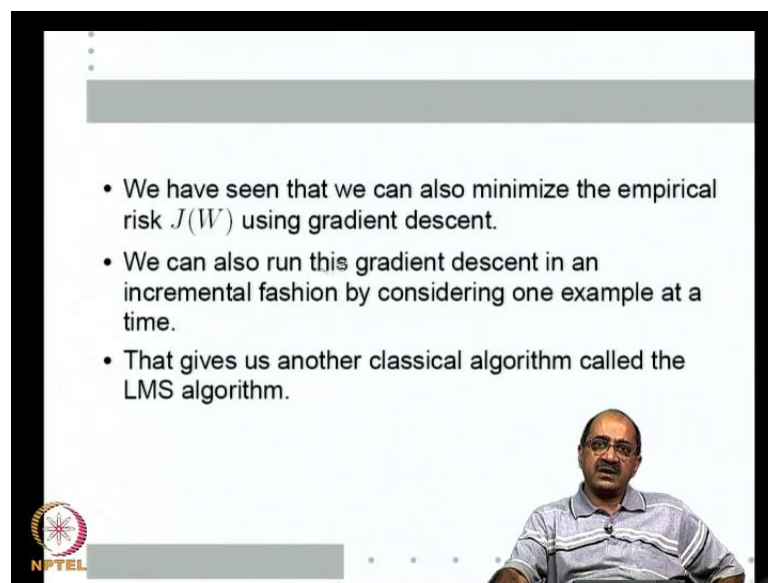 • We have seen that we can also minimize the empirical
risk J(W) using gradient descent.
• We can also run this gradient descent in an
incremental fashion by considering one example at a
time.
• That gives us another classical algorithm called the
LMS algorithm.
NPTEL